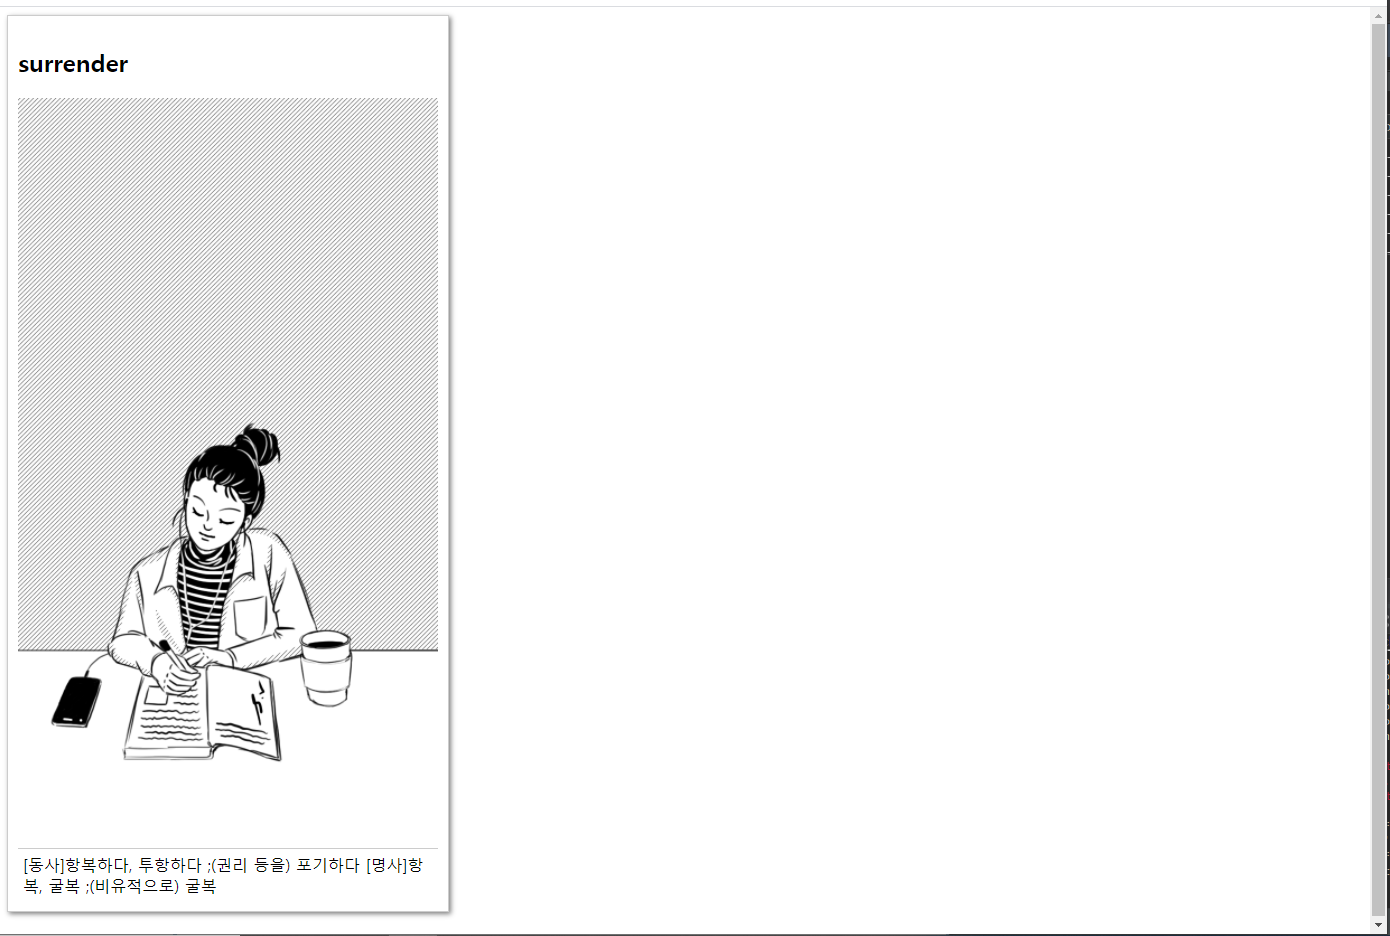 surrender
[동사]항복하다, 투항하다 ;(권리 등을) 포기하다 [명사]항
복, 굴복 ;(비유적으로) 굴복